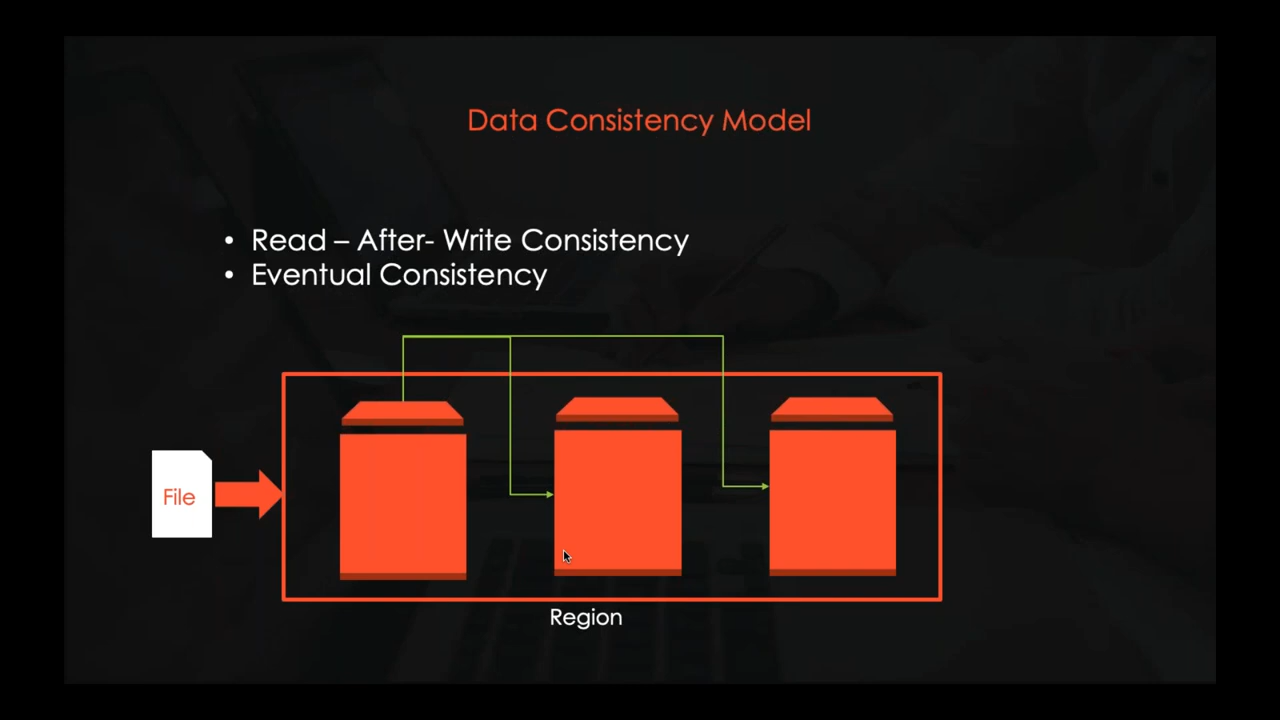 Data Consistency Model
• Read – After- Write Consistency
• Eventual Consistency
File
Region